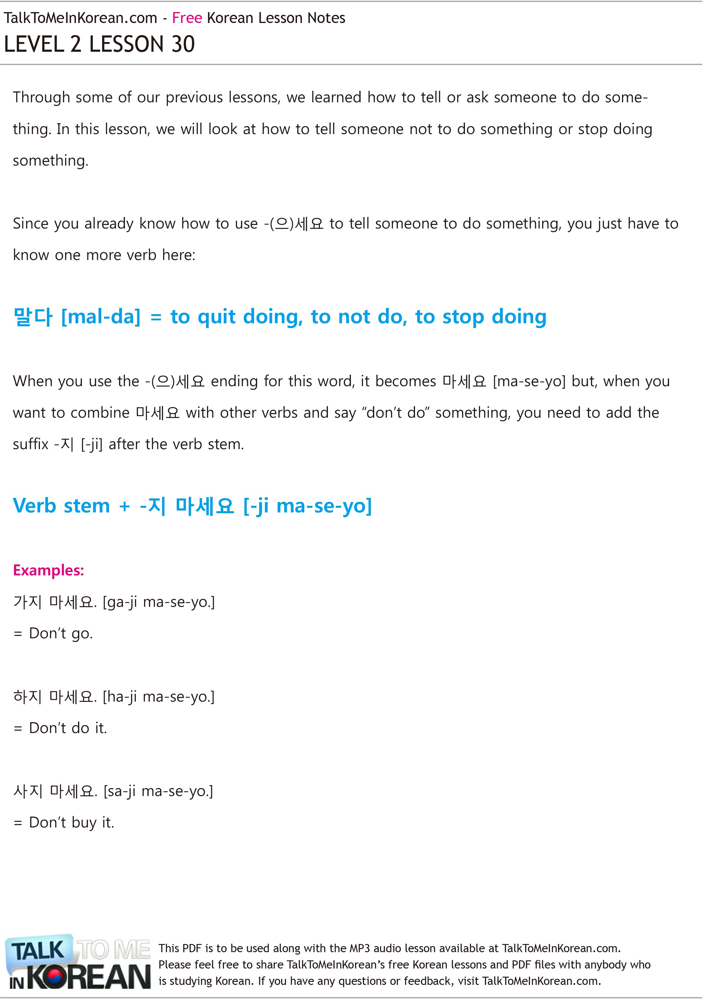 TalkToMeInKorean.com - Free Korean Lesson Notes
LEVEL 2 LESSON 30
Through some of our previous lessons, we learned how to tell or ask someone to do some-
thing. In this lesson, we will look at how to tell someone not to do something or stop doing
something.
Since you already know how to use -(으)세요 to tell someone to do something, you just have to
know one more verb here:
말다 [mal-da] = to quit doing, to not do, to stop doing
When you use the -(으)세요 ending for this word, it becomes 마세요 [ma-se-yo] but, when you
want to combine 마세요 with other verbs and say “don’t do” something, you need to add the
suffix -지 [-ji] after the verb stem.
Verb stem + -지 마세요 [-ji ma-se-yo]
Examples:
가지 마세요. [ga-ji ma-se-yo.]
= Don’t go.
하지 마세요. [ha-ji ma-se-yo.]
= Don’t do it.
사지 마세요. [sa-ji ma-se-yo.]
= Don’t buy it.
TALK TO ME
IN KOREAN
This PDF is to be used along with the MP3 audio lesson available at TalkToMeInKorean.com.
Please feel free to share TalkToMeInKorean’s free Korean lessons and PDF files with anybody who
is studying Korean. If you have any questions or feedback, visit TalkToMeInKorean.com.